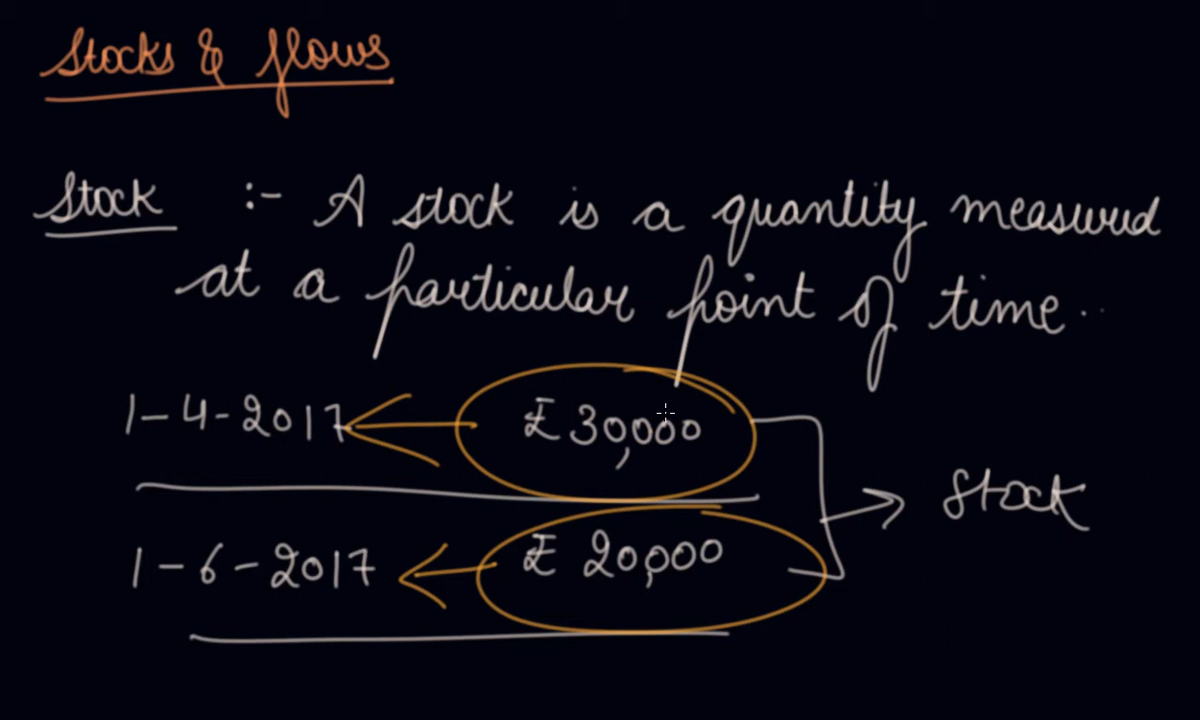 Stocks & flows
Stock :- A stock is a quantity measured
at a particular point of time..
1-4-2017 £ 30,000
1-6-2017 £ 20,000
Stock